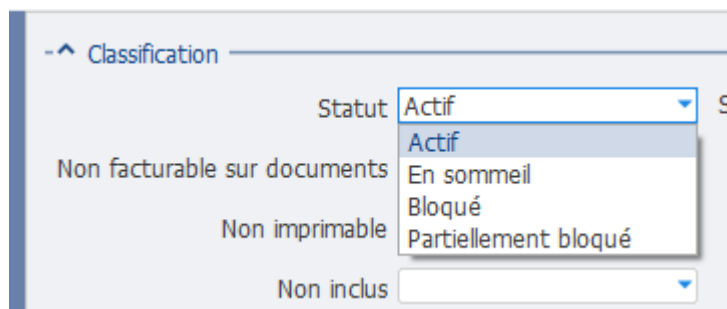 Classification
Statut Actif S
Actif
Non facturable sur documents En sommeil
Bloqué
Non imprimable Partiellement bloqué
Non inclus